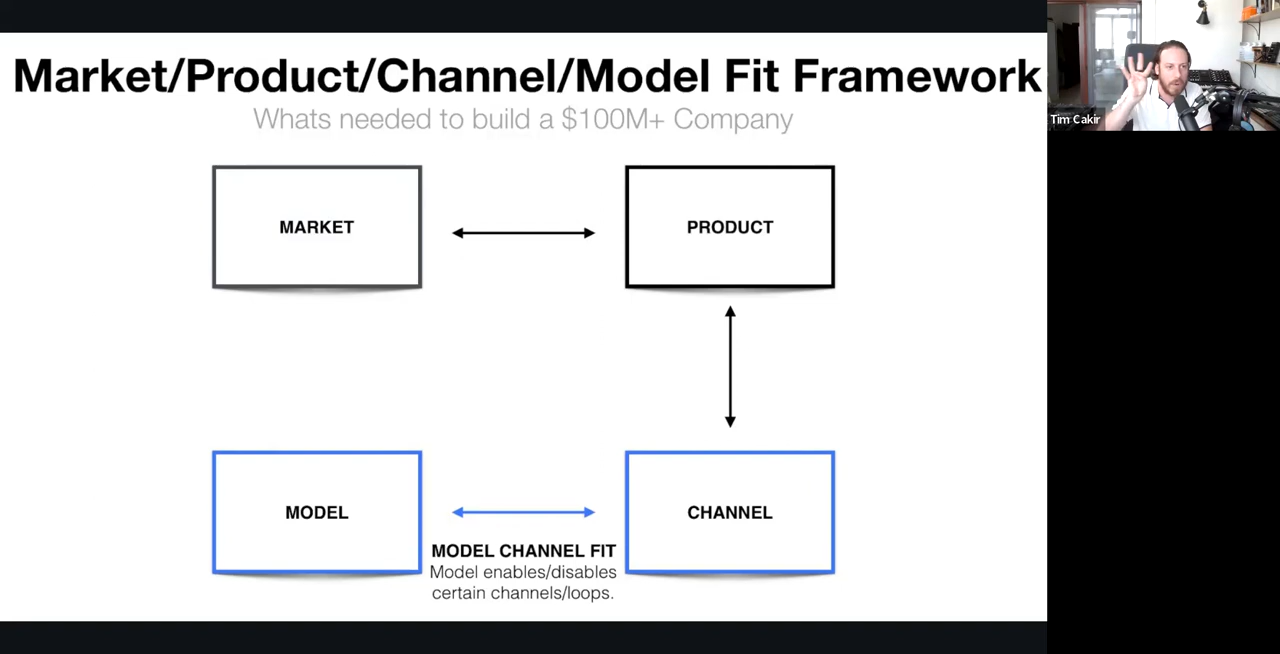 Market/Product/Channel/Model Fit Framework
Whats needed to build a $100M+ Company
Tim Cakir
MARKET
PRODUCT
MODEL
CHANNEL
MODEL CHANNEL FIT
Model enables/disables
certain channels/loops.